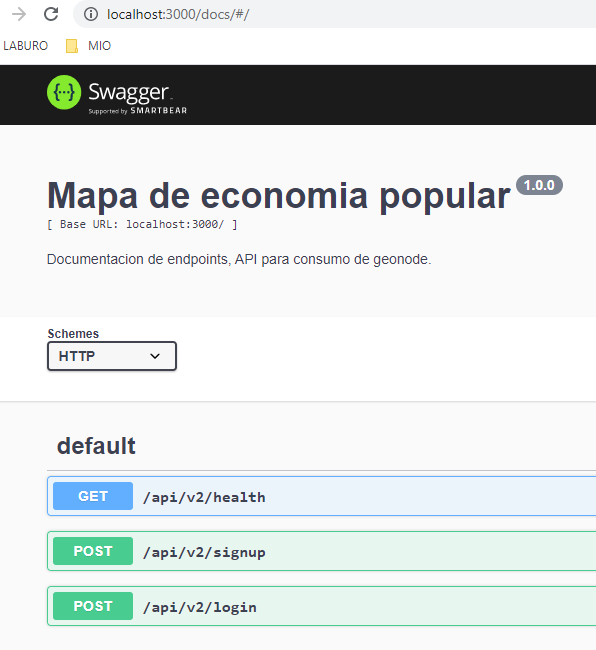 localhost:3000/docs/#/
LABURO MIO
{...} Swagger
Supported by SMARTBEAR
Mapa de economia popular 1.0.0
[ Base URL: localhost:3000/ ]
Documentacion de endpoints, API para consumo de geonode.
Schemes
HTTP
default
GET /api/v2/health
POST /api/v2/signup
POST /api/v2/login